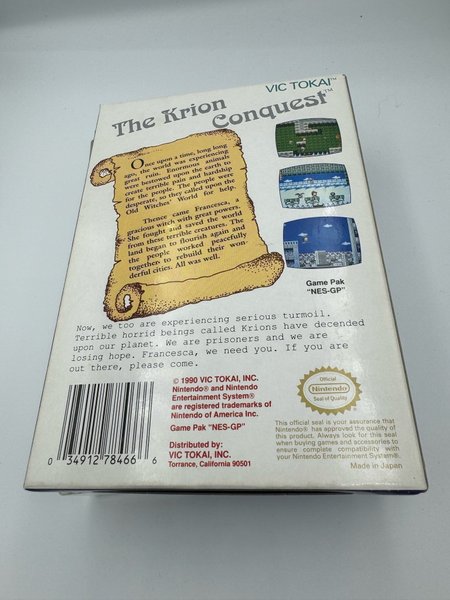 VIC TOKAI™
The Krion
Conquest™
Once upon a time, long long
ago, the world was experiencing
great ruin. Enormous animals
were bestowed upon the earth to
create terrible pain and hardship
for the people. The people were
desperate, so they called upon the
Old Witches' World for help.
Thence came Francesca, a
gracious witch with great powers.
She fought and saved the world
from these terrible creatures. The
land began to flourish again and
the people worked peacefully
together to rebuild their won-
derful cities. All was well.
Game Pak
"NES-GP"
Now, we too are experiencing serious turmoil.
Terrible horrid beings called Krions have decended
upon our planet. We are prisoners and we are
losing hope. Francesca, we need you. If you are
out there, please come.
© 1990 VIC TOKAI, INC.
Nintendo® and Nintendo
Entertainment System®
are registered trademarks of
Nintendo of America Inc.
Game Pak "NES-GP"
Distributed by:
VIC TOKAI, INC.
Torrance, California 90501
0 34912 78466 6
Official
Nintendo
Seal of Quality
This official seal is your assurance that
Nintendo® has approved the quality of
this product. Always look for this seal
when buying games and accessories to
ensure complete compatibility with
your Nintendo Entertainment System®.
Made in Japan